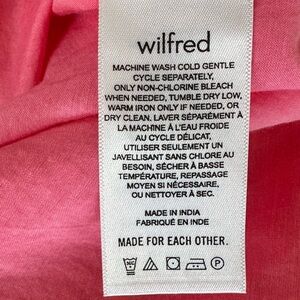 wilfred
MACHINE WASH COLD GENTLE
CYCLE SEPARATELY,
ONLY NON-CHLORINE BLEACH
WHEN NEEDED, TUMBLE DRY LOW,
WARM IRON ONLY IF NEEDED, OR
DRY CLEAN. LAVER SÉPARÉMENT À
LA MACHINE À L'EAU FROIDE
AU CYCLE DÉLICAT,
UTILISER SEULEMENT UN
JAVELLISANT SANS CHLORE AU
BESOIN, SÉCHER À BASSE
TEMPÉRATURE, REPASSAGE
MOYEN SI NÉCESSAIRE,
OU NETTOYER À SEC.
MADE IN INDIA
FABRIQUÉ EN INDE
MADE FOR EACH OTHER.
P